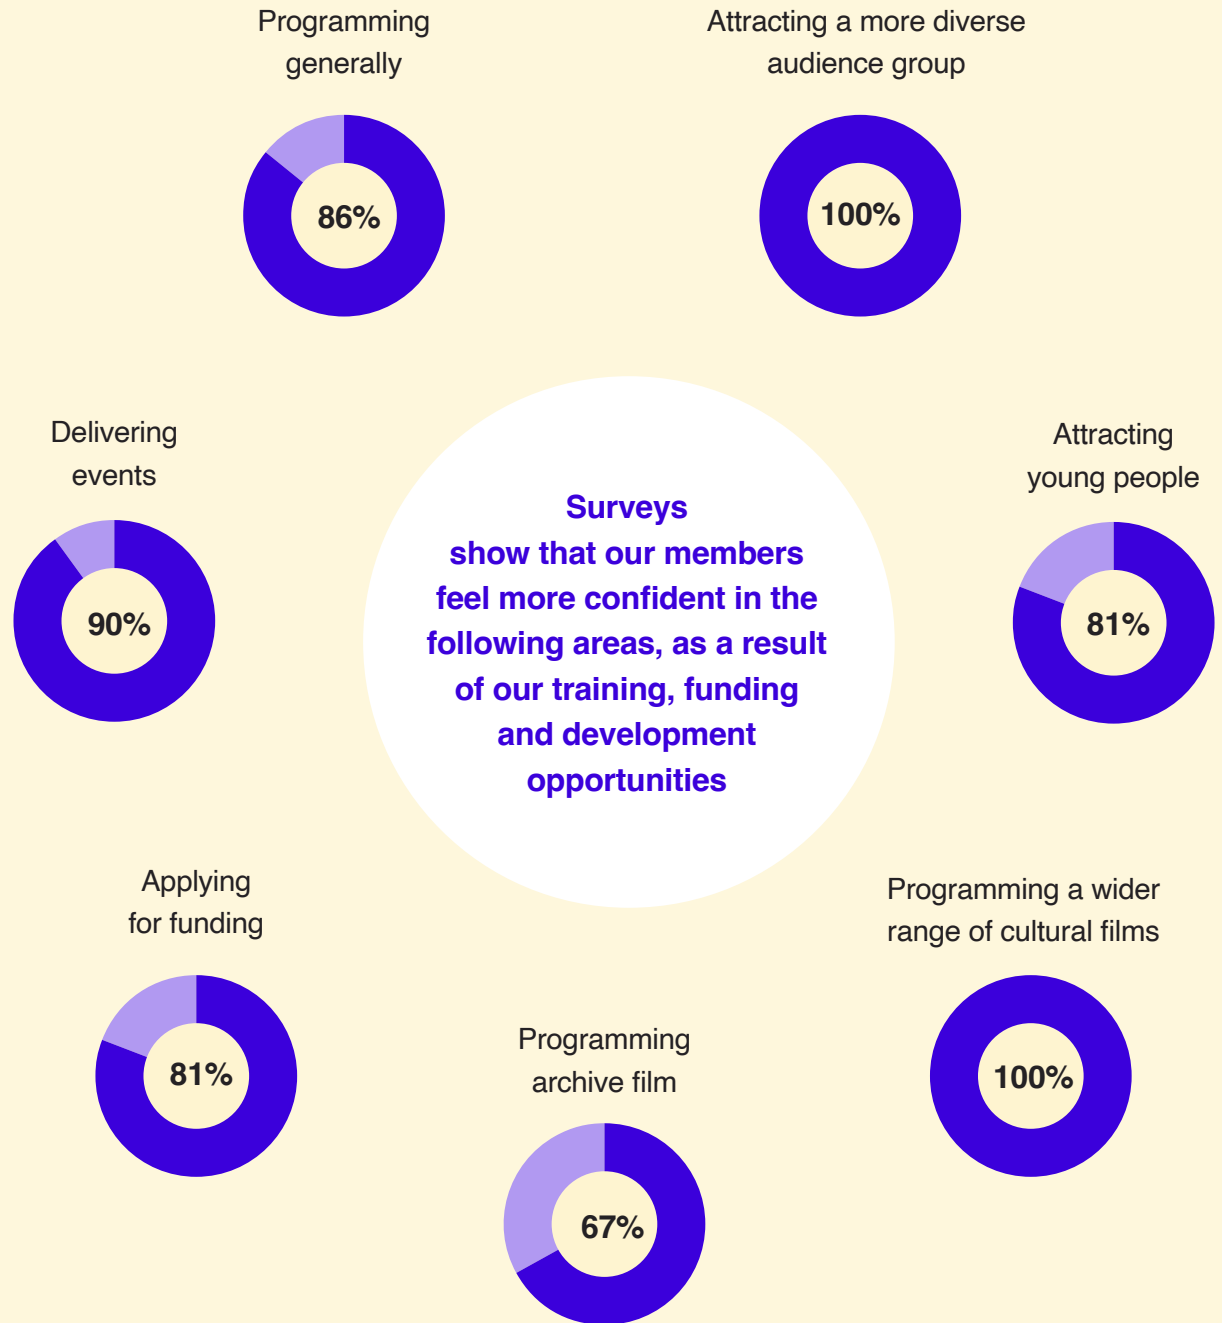 Programming
generally
86%
Attracting a more diverse
audience group
100%
Delivering
events
90%
Surveys
show that our members
feel more confident in the
following areas, as a result
of our training, funding
and development
opportunities
Attracting
young people
81%
Applying
for funding
81%
Programming
archive film
67%
Programming a wider
range of cultural films
100%